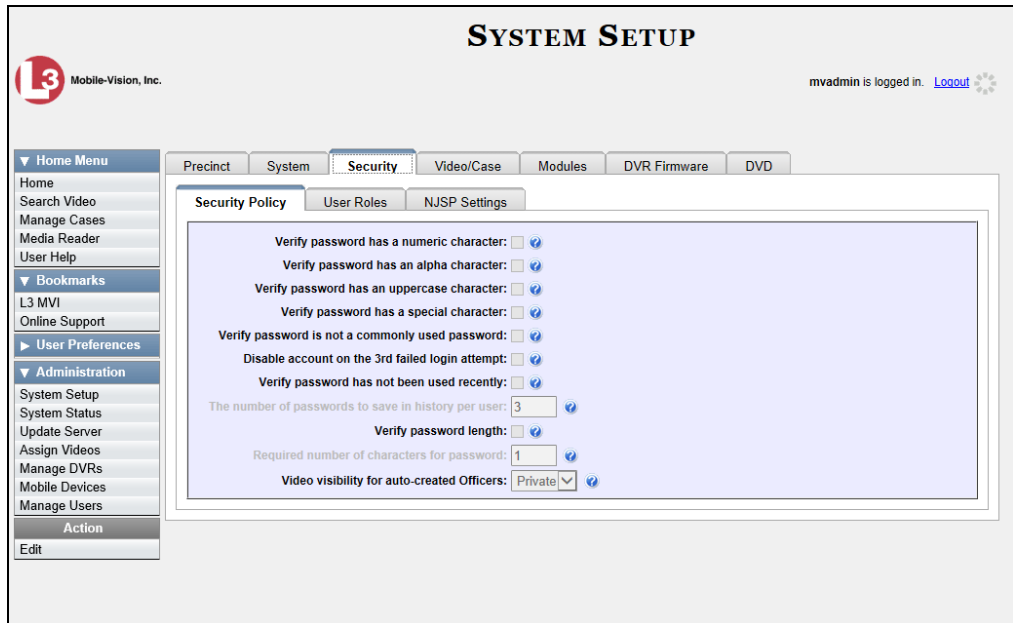 SYSTEM SETUP
L3 Mobile-Vision, Inc.
mvadmin is logged in. Logout
▼ Home Menu
Home
Search Video
Manage Cases
Media Reader
User Help
▼ Bookmarks
L3 MVI
Online Support
▶ User Preferences
▼ Administration
System Setup
System Status
Update Server
Assign Videos
Manage DVRs
Mobile Devices
Manage Users
Action
Edit
Precinct System Security Video/Case Modules DVR Firmware DVD
Security Policy User Roles NJSP Settings
Verify password has a numeric character: ?
Verify password has an alpha character: ?
Verify password has an uppercase character: ?
Verify password has a special character: ?
Verify password is not a commonly used password: ?
Disable account on the 3rd failed login attempt: ?
Verify password has not been used recently: ?
The number of passwords to save in history per user: 3 ?
Verify password length: ?
Required number of characters for password: 1 ?
Video visibility for auto-created Officers: Private ?